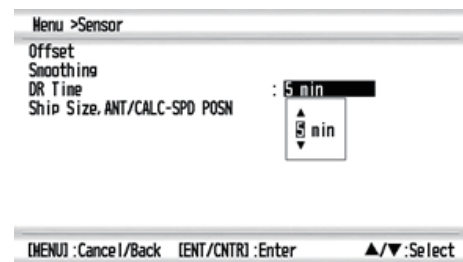 Menu >Sensor
Offset
Smoothing
DR Time : 5 min
Ship Size, ANT/CALC-SPD POSN
▲
5 min
▼
[MENU] :Cancel/Back [ENT/CNTR] :Enter ▲/▼ :Select